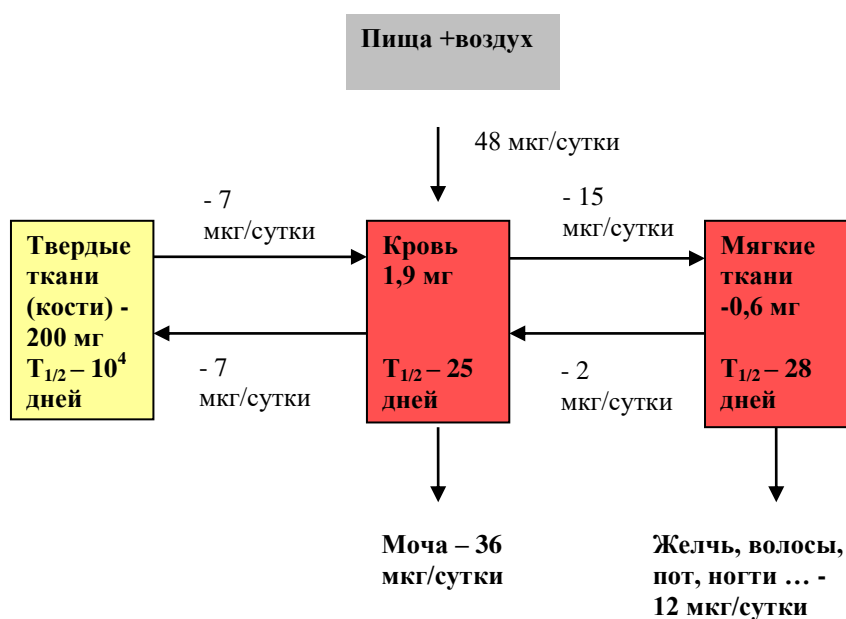 Пища +воздух
48 мкг/сутки
- 7
мкг/сутки
- 15
мкг/сутки
Твердые
ткани
(кости) -
200 мг
T1/2 – 10⁴
дней
Кровь
1,9 мг
T1/2 – 25
дней
Мягкие
ткани
-0,6 мг
T1/2 – 28
дней
- 7
мкг/сутки
- 2
мкг/сутки
Моча – 36
мкг/сутки
Желчь, волосы,
пот, ногти … -
12 мкг/сутки